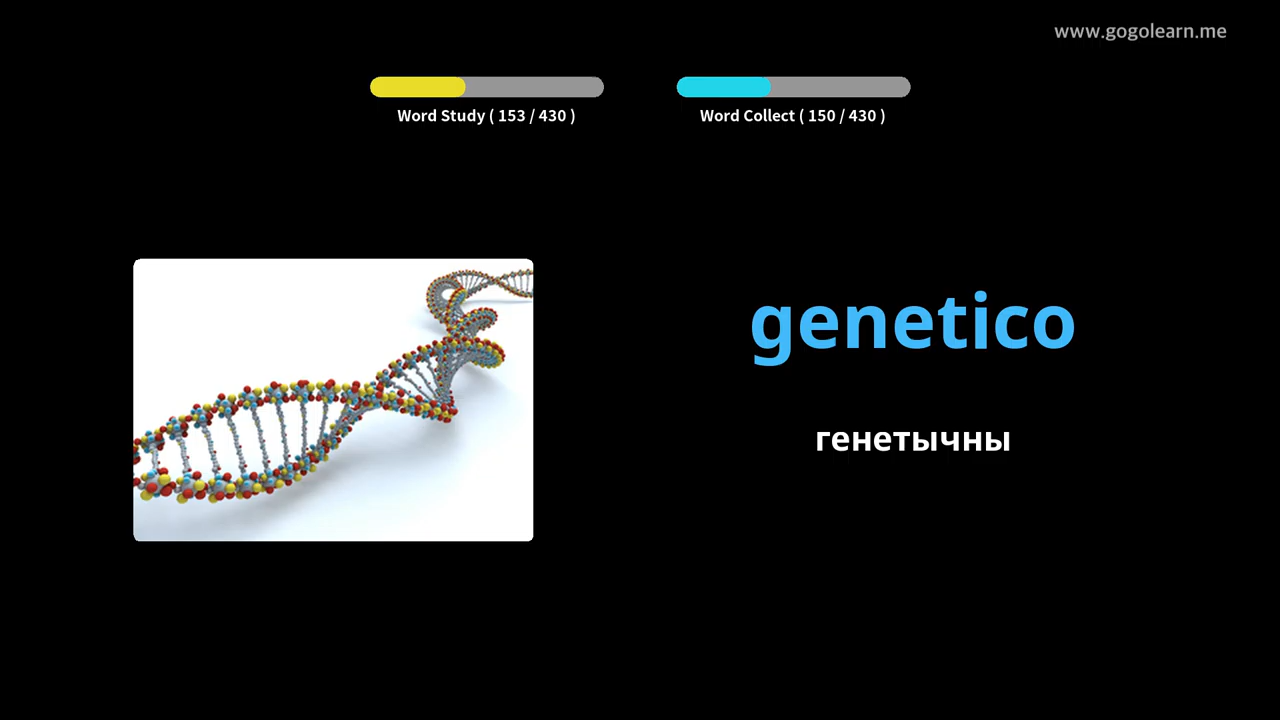 www.gogolearn.me
Word Study ( 153 / 430 )
Word Collect ( 150 / 430 )
genetico
генетычны